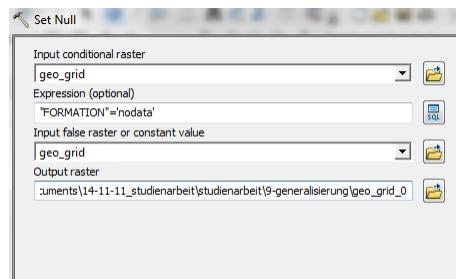 Set Null
Input conditional raster
geo_grid
Expression (optional)
"FORMATION"='nodata'
SQL
Input false raster or constant value
geo_grid
Output raster
:uments\14-11-11_studienarbeit\studienarbeit\9-generalisierung\geo_grid_0